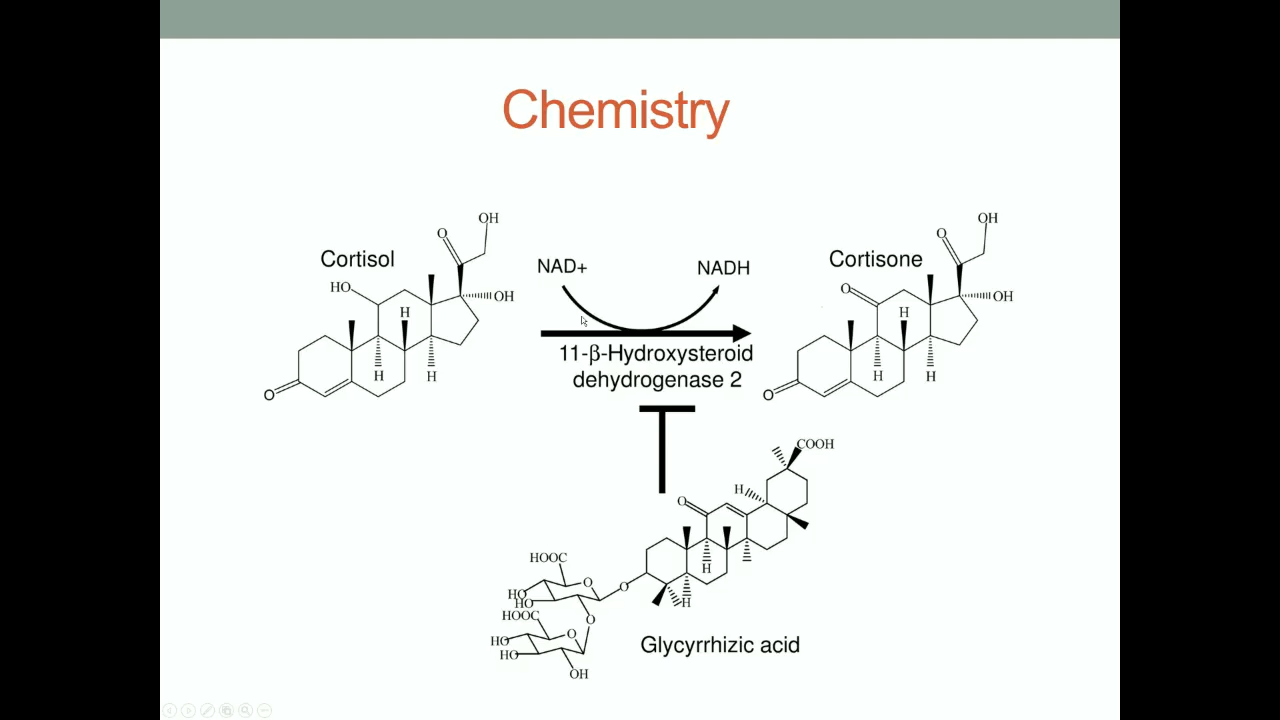 Chemistry
Cortisol
OH
O
HO
OH
H
H
H
O
NAD+
NADH
11-β-Hydroxysteroid
dehydrogenase 2
Cortisone
OH
O
O
OH
H
H
H
O
COOH
H
O
H
H
HOOC
O
O
HO
HO
HOOC
O
O
HO
HO
OH
Glycyrrhizic acid